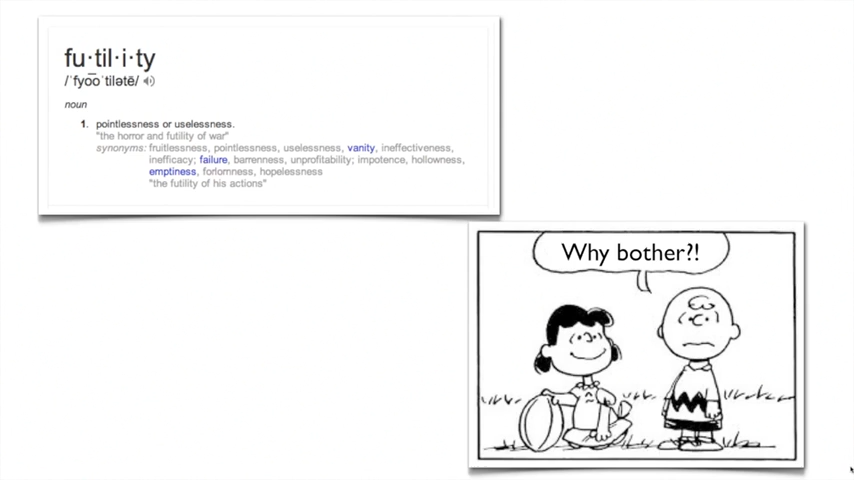 fu·til·i·ty
/ˈfyo͞oˈtilətē/
noun
1. pointlessness or uselessness.
"the horror and futility of war"
synonyms: fruitlessness, pointlessness, uselessness, vanity, ineffectiveness,
inefficacy; failure, barrenness, unprofitability; impotence, hollowness,
emptiness, forlornness, hopelessness
"the futility of his actions"
Why bother?!